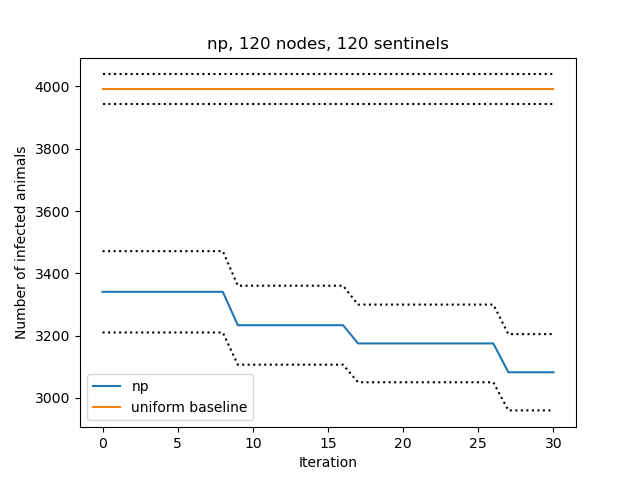 np, 120 nodes, 120 sentinels
Number of infected animals
4000
3800
3600
3400
3200
3000
np
uniform baseline
0 5 10 15 20 25 30
Iteration